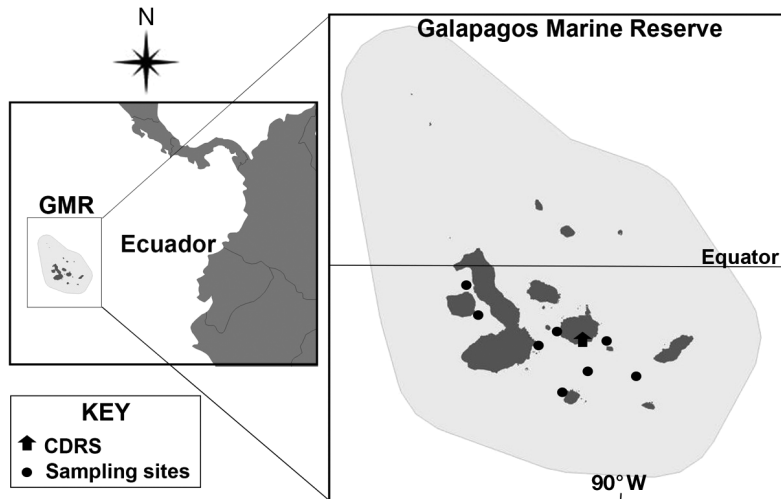 N
Galapagos Marine Reserve
GMR
Ecuador
Equator
KEY
CDRS
Sampling sites
90°W